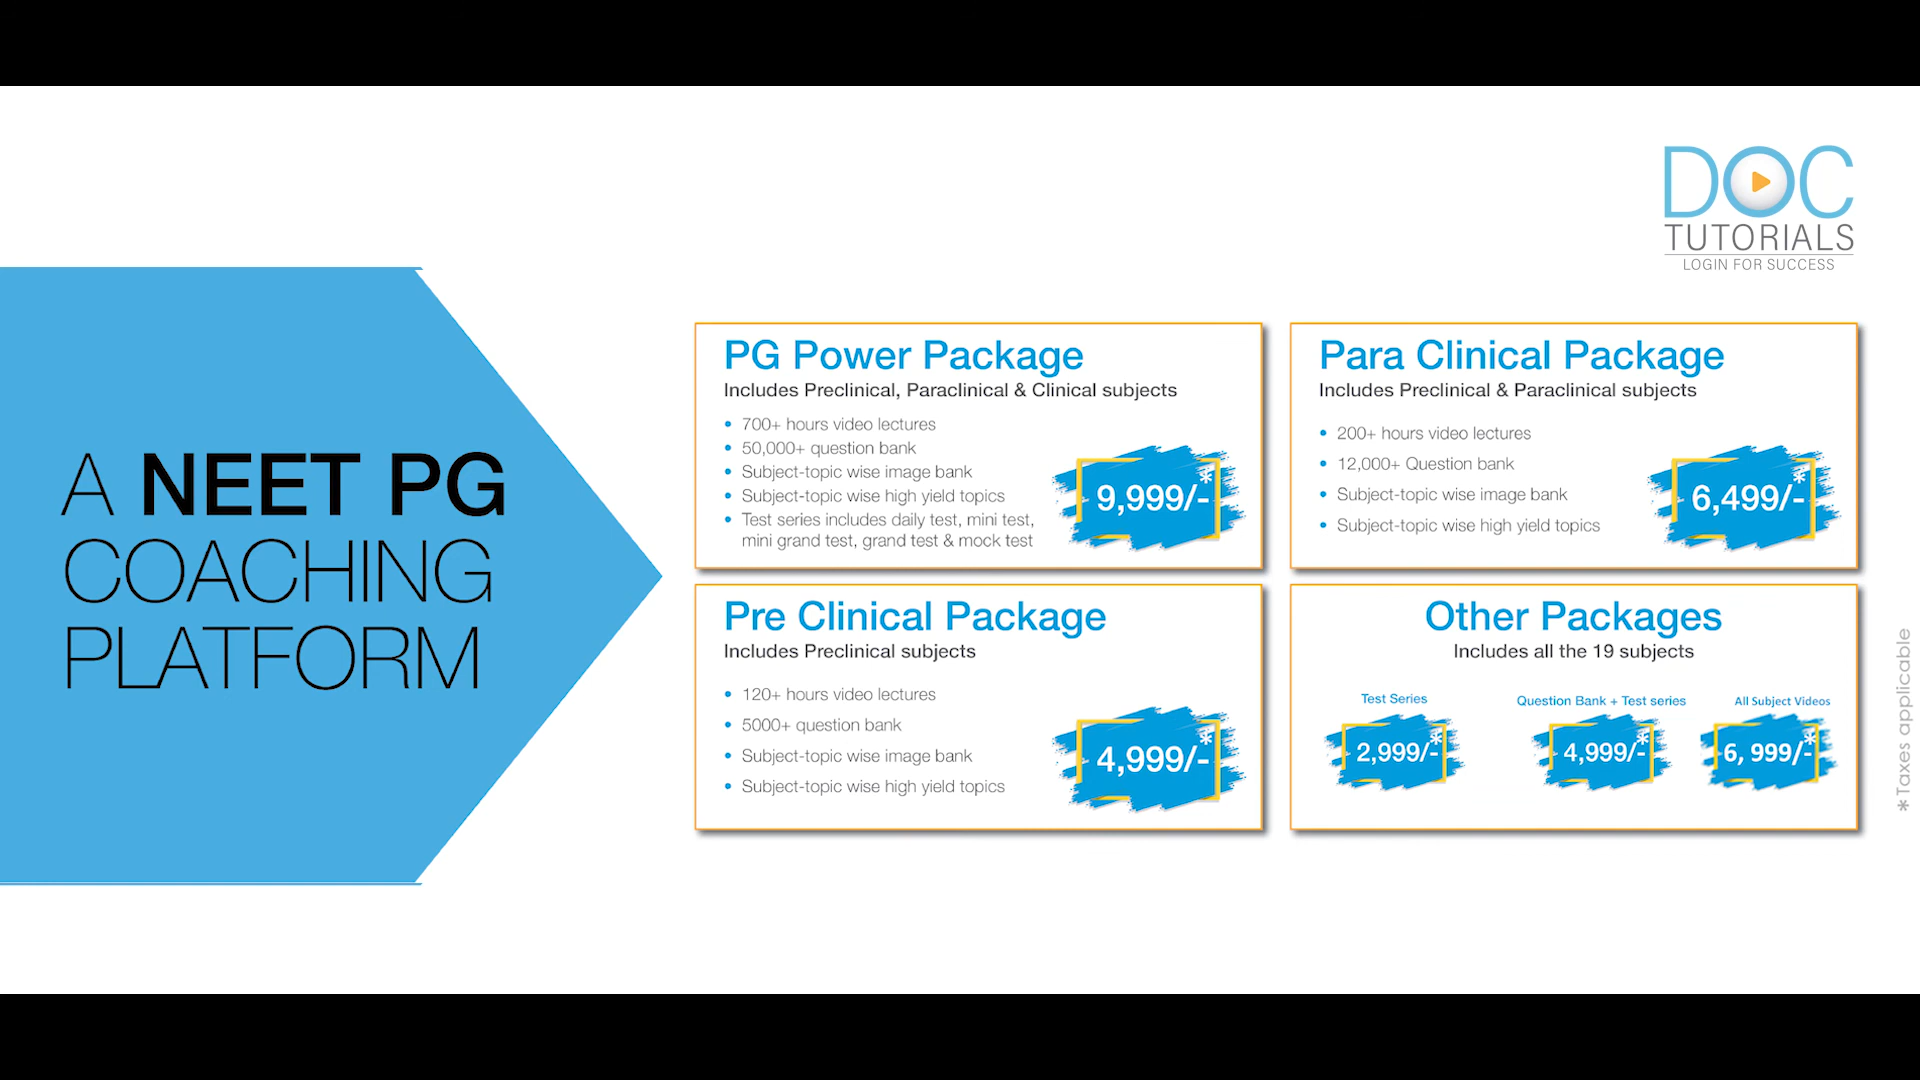 DOC
TUTORIALS
LOGIN FOR SUCCESS
A NEET PG
COACHING
PLATFORM
PG Power Package
Includes Preclinical, Paraclinical & Clinical subjects
• 700+ hours video lectures
• 50,000+ question bank
• Subject-topic wise image bank
• Subject-topic wise high yield topics
• Test series includes daily test, mini test,
mini grand test, grand test & mock test
9,999/-*
Para Clinical Package
Includes Preclinical & Paraclinical subjects
• 200+ hours video lectures
• 12,000+ Question bank
• Subject-topic wise image bank
• Subject-topic wise high yield topics
6,499/-*
Pre Clinical Package
Includes Preclinical subjects
• 120+ hours video lectures
• 5000+ question bank
• Subject-topic wise image bank
• Subject-topic wise high yield topics
4,999/-*
Other Packages
Includes all the 19 subjects
Test Series
2,999/-*
Question Bank + Test series
4,999/-*
All Subject Videos
6, 999/-*
*Taxes applicable